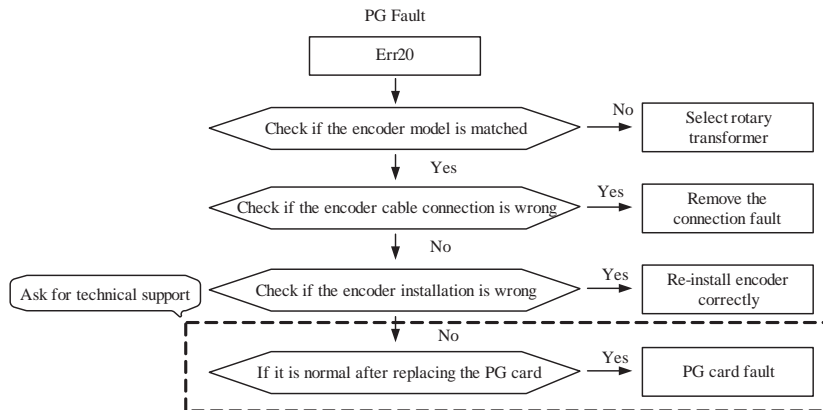 PG Fault
Err20
Check if the encoder model is matched
No
Select rotary
transformer
Yes
Check if the encoder cable connection is wrong
Yes
Remove the
connection fault
No
Ask for technical support
Check if the encoder installation is wrong
Yes
Re-install encoder
correctly
No
If it is normal after replacing the PG card
Yes
PG card fault